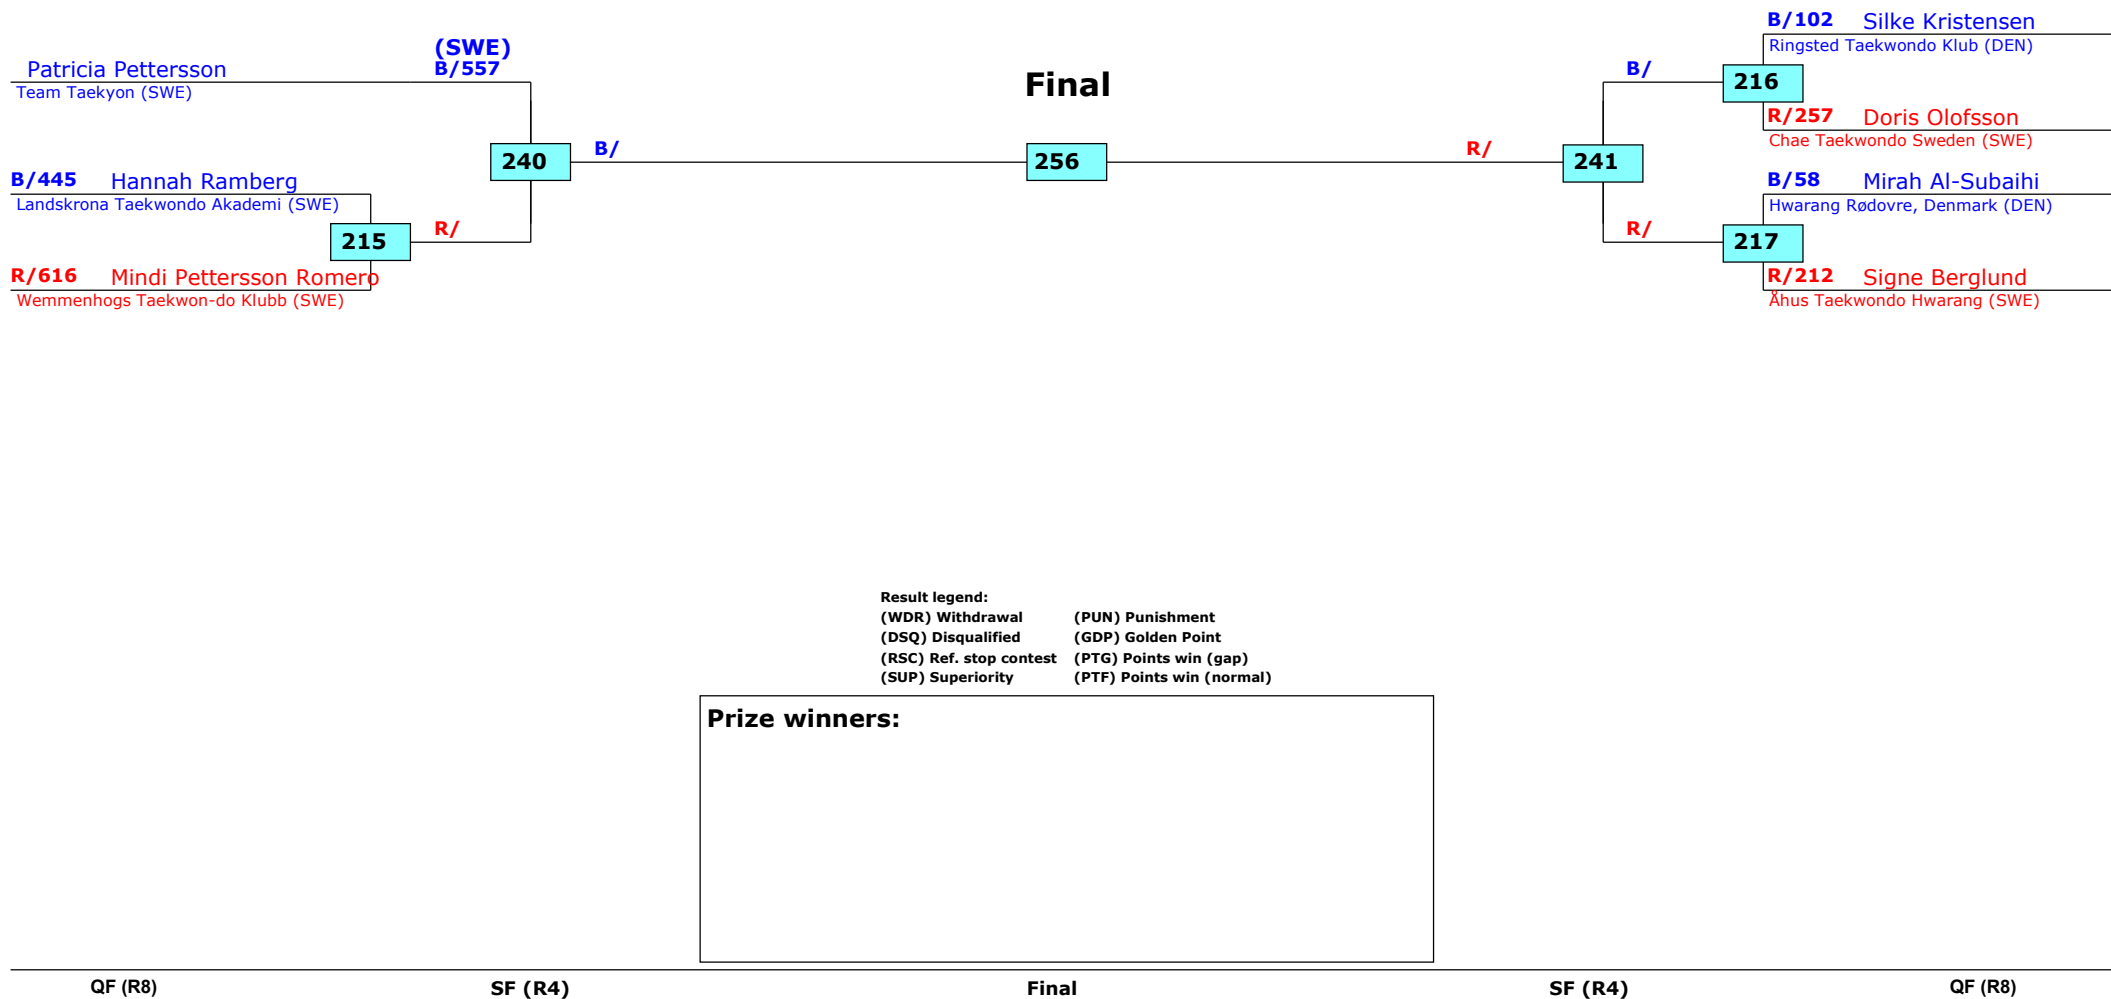 (SWE)
B/557
Patricia Pettersson
Team Taekyon (SWE)
240
B/
B/445 Hannah Ramberg
Landskrona Taekwondo Akademi (SWE)
215
R/
R/616 Mindi Pettersson Romero
Wemmenhogs Taekwon-do Klubb (SWE)
Final
256
R/
241
B/
R/
B/102 Silke Kristensen
Ringsted Taekwondo Klub (DEN)
216
R/257 Doris Olofsson
Chae Taekwondo Sweden (SWE)
B/58 Mirah Al-Subaihi
Hwarang Rødovre, Denmark (DEN)
217
R/212 Signe Berglund
Åhus Taekwondo Hwarang (SWE)
Result legend:
(WDR) Withdrawal (PUN) Punishment
(DSQ) Disqualified (GDP) Golden Point
(RSC) Ref. stop contest (PTG) Points win (gap)
(SUP) Superiority (PTF) Points win (normal)
Prize winners:
QF (R8) SF (R4) Final SF (R4) QF (R8)